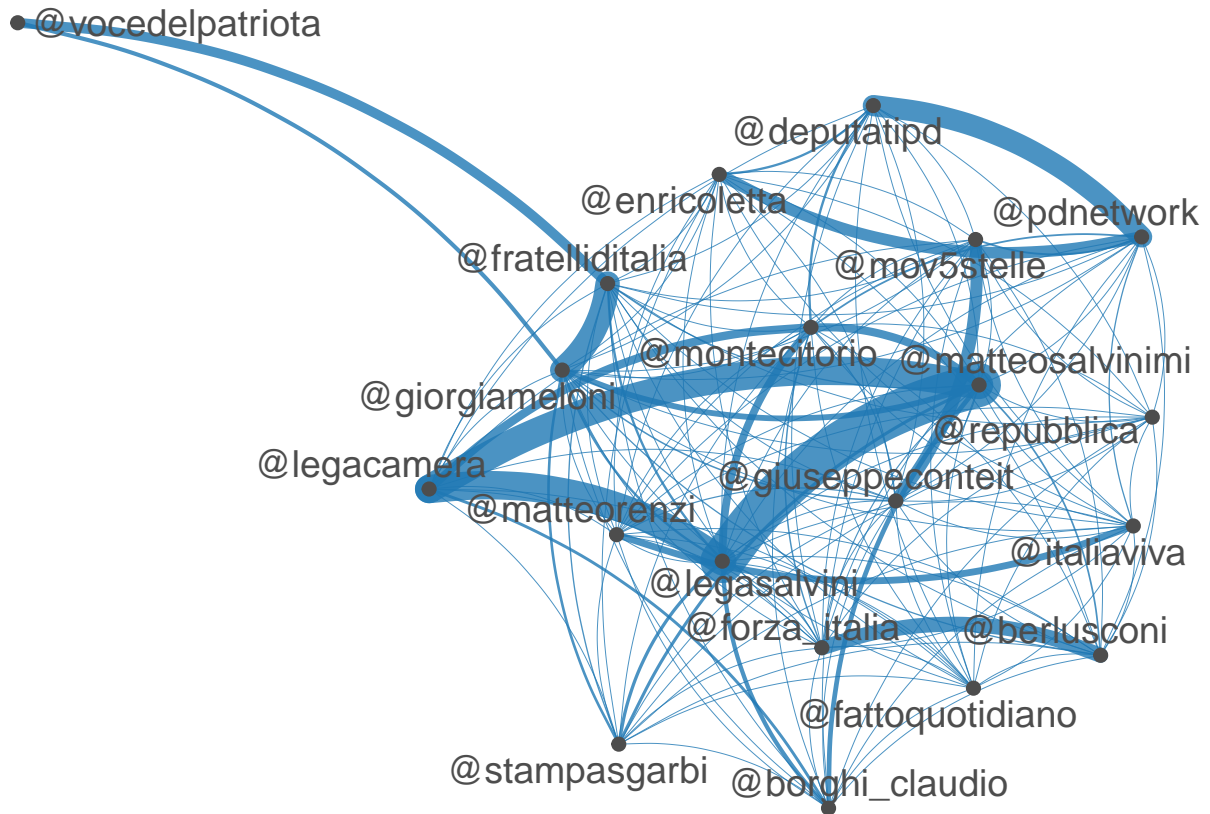 @vocedelpatriota
@deputatipd
@enricoletta
@pdnetwork
@fratelliditalia
@mov5stelle
@montecitorio
@matteosalvinimi
@giorgiameloni
@repubblica
@legacamera
@giuseppeconteit
@matteorenzi
@italiaviva
@legasalvini
@forza_italia
@berlusconi
@fattoquotidiano
@stampasgarbi
@borghi_claudio